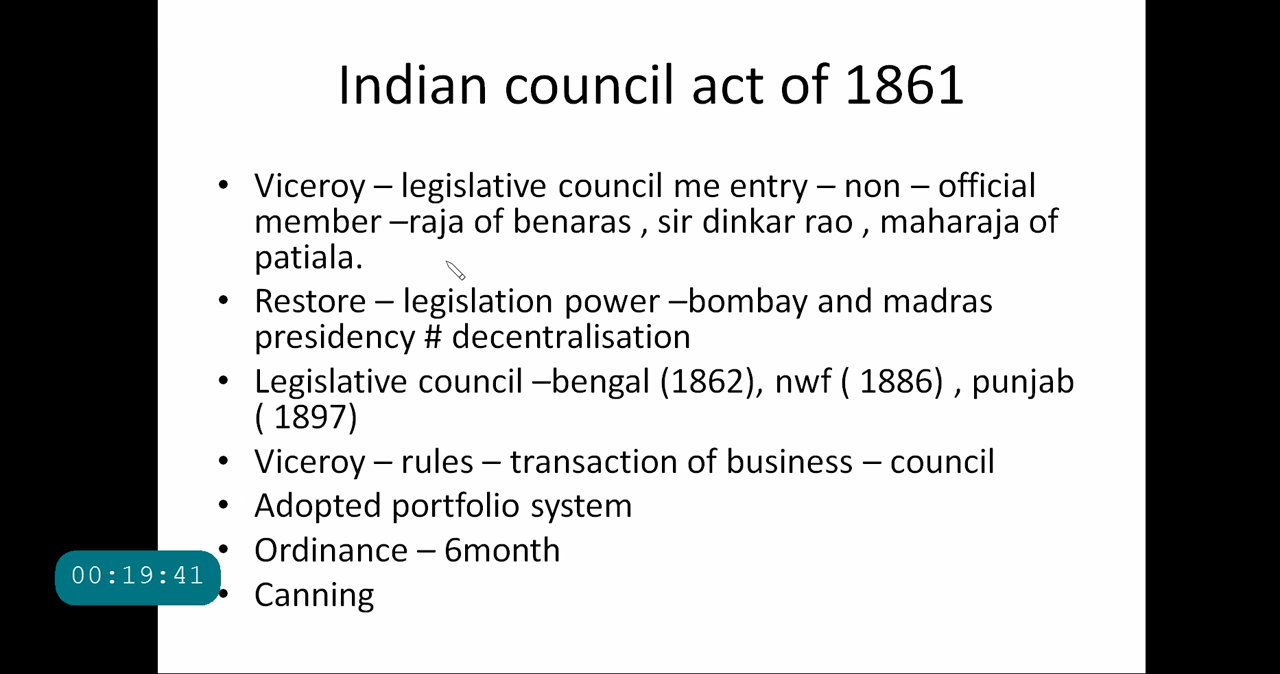 Indian council act of 1861
• Viceroy – legislative council me entry – non – official
member –raja of benaras , sir dinkar rao , maharaja of
patiala.
• Restore – legislation power –bombay and madras
presidency # decentralisation
• Legislative council –bengal (1862), nwf ( 1886) , punjab
( 1897)
• Viceroy – rules – transaction of business – council
• Adopted portfolio system
• Ordinance – 6month
00:19:41
• Canning